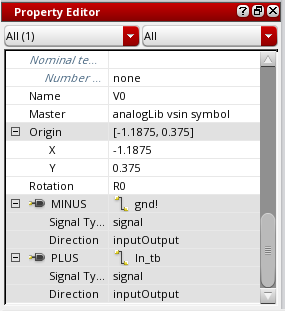 Property Editor
All (1) All
Nominal te...
Number ... none
Name V0
Master analogLib vsin symbol
Origin [-1.1875, 0.375]
X -1.1875
Y 0.375
Rotation R0
MINUS gnd!
Signal Ty... signal
Direction inputOutput
PLUS In_tb
Signal Ty... signal
Direction inputOutput